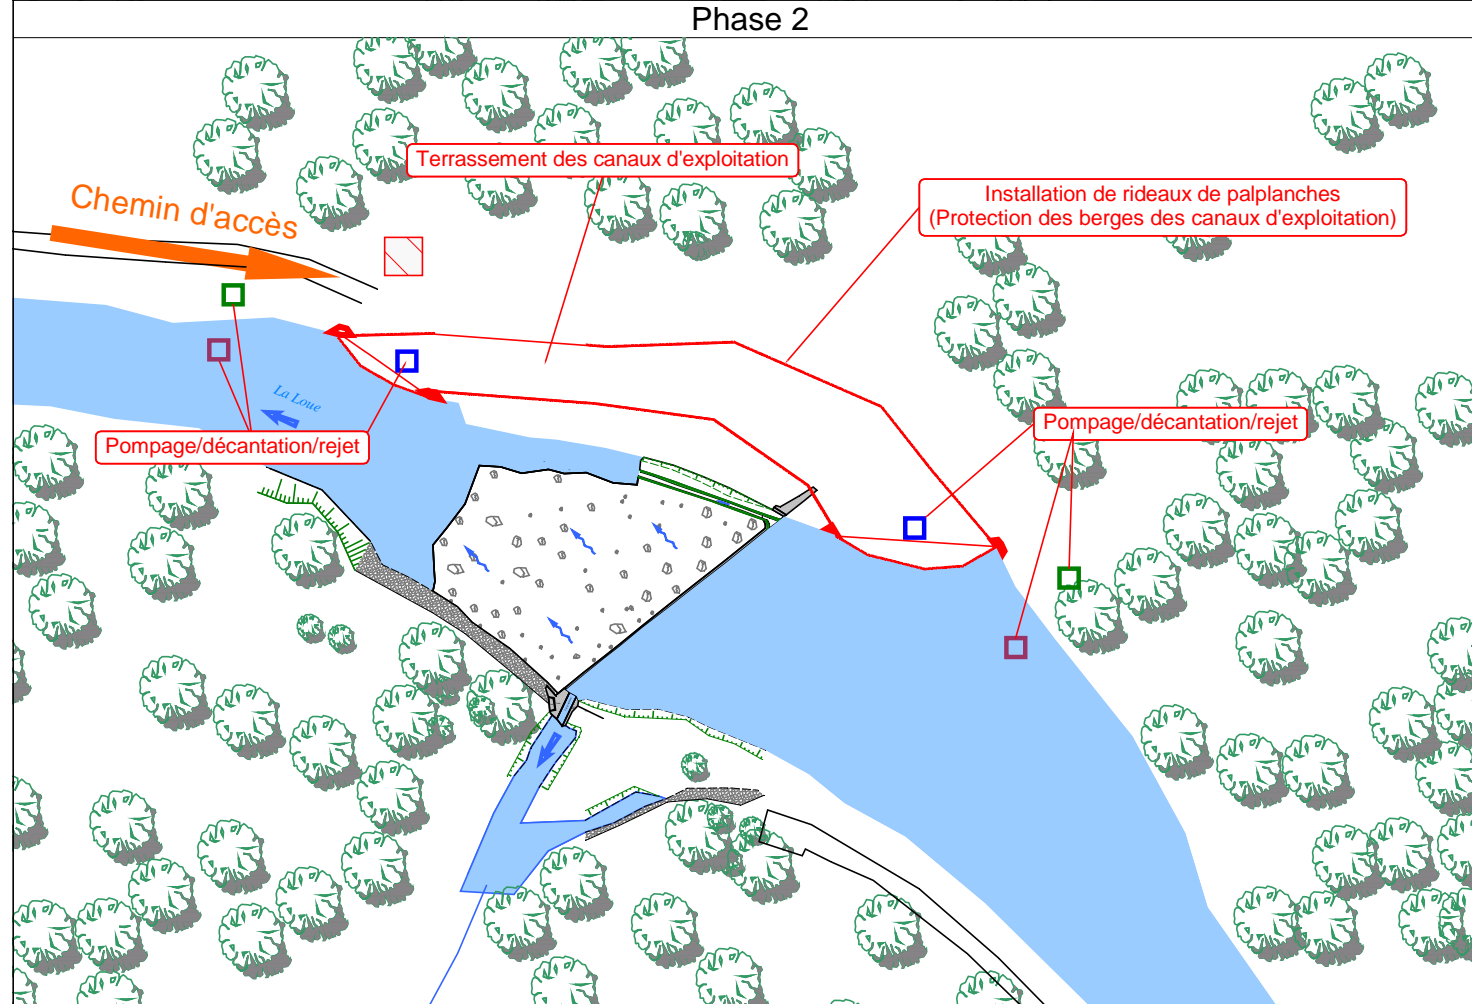 Phase 2
Terrassement des canaux d'exploitation
Installation de rideaux de palplanches
(Protection des berges des canaux d'exploitation)
Chemin d'accès
La Loue
Pompage/décantation/rejet
Pompage/décantation/rejet